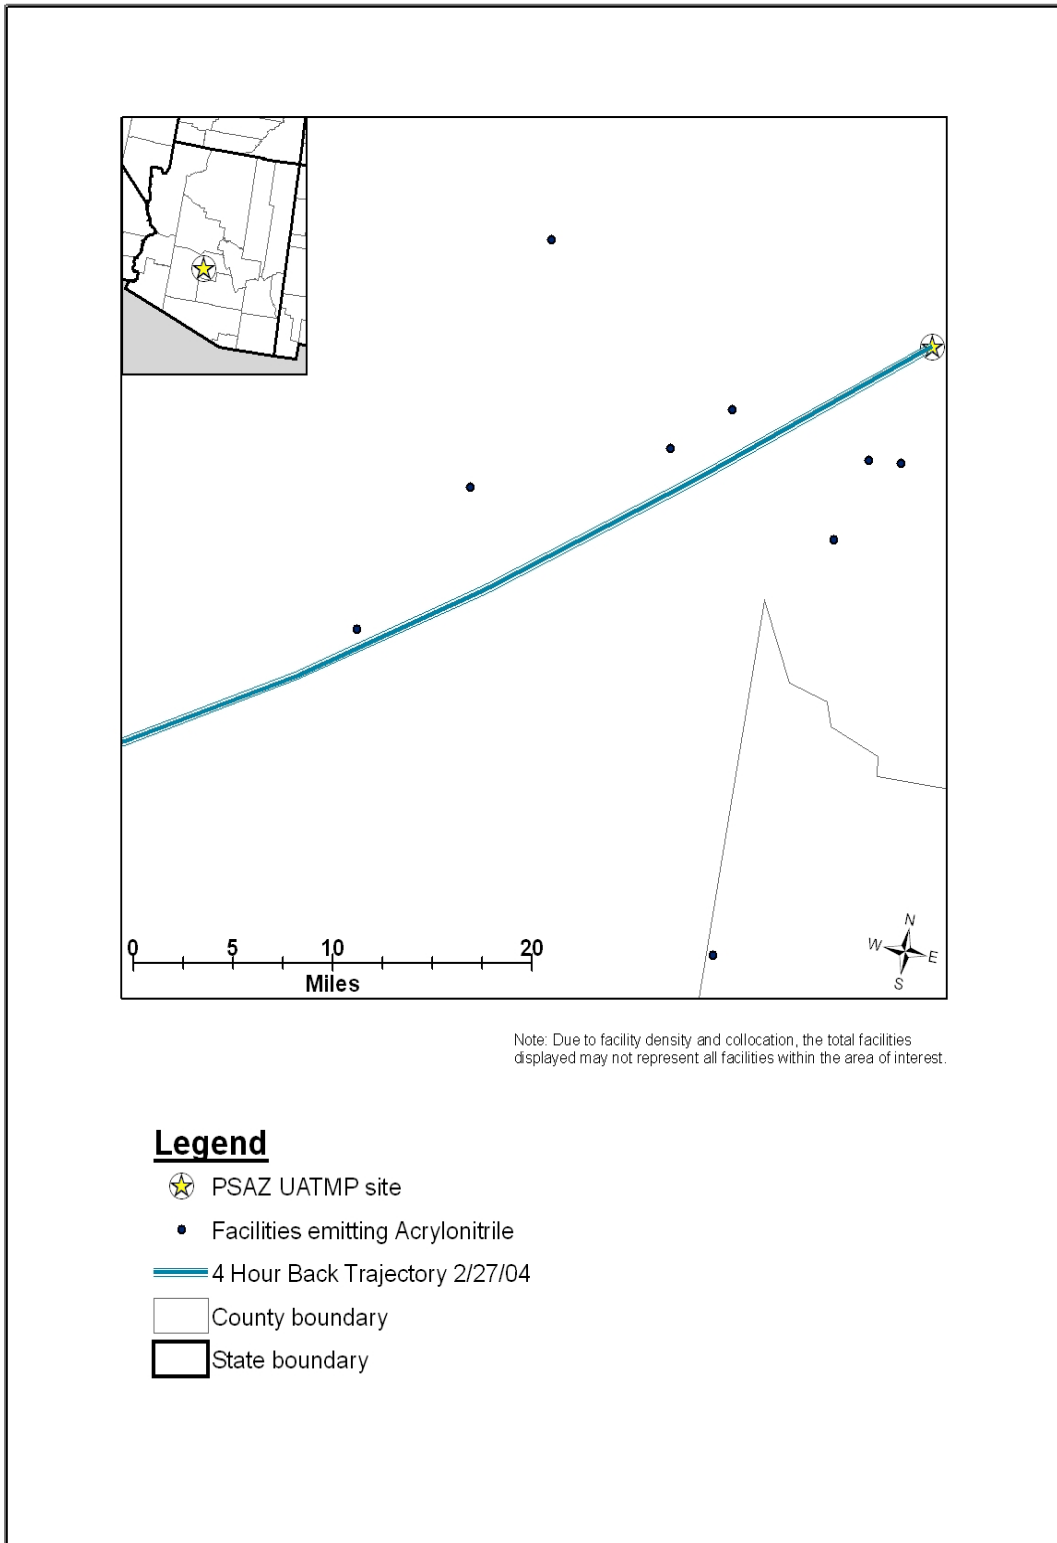 0 5 10 20
Miles
N
W E
S
Note: Due to facility density and collocation, the total facilities
displayed may not represent all facilities within the area of interest.
Legend
PSAZ UATMP site
Facilities emitting Acrylonitrile
4 Hour Back Trajectory 2/27/04
County boundary
State boundary